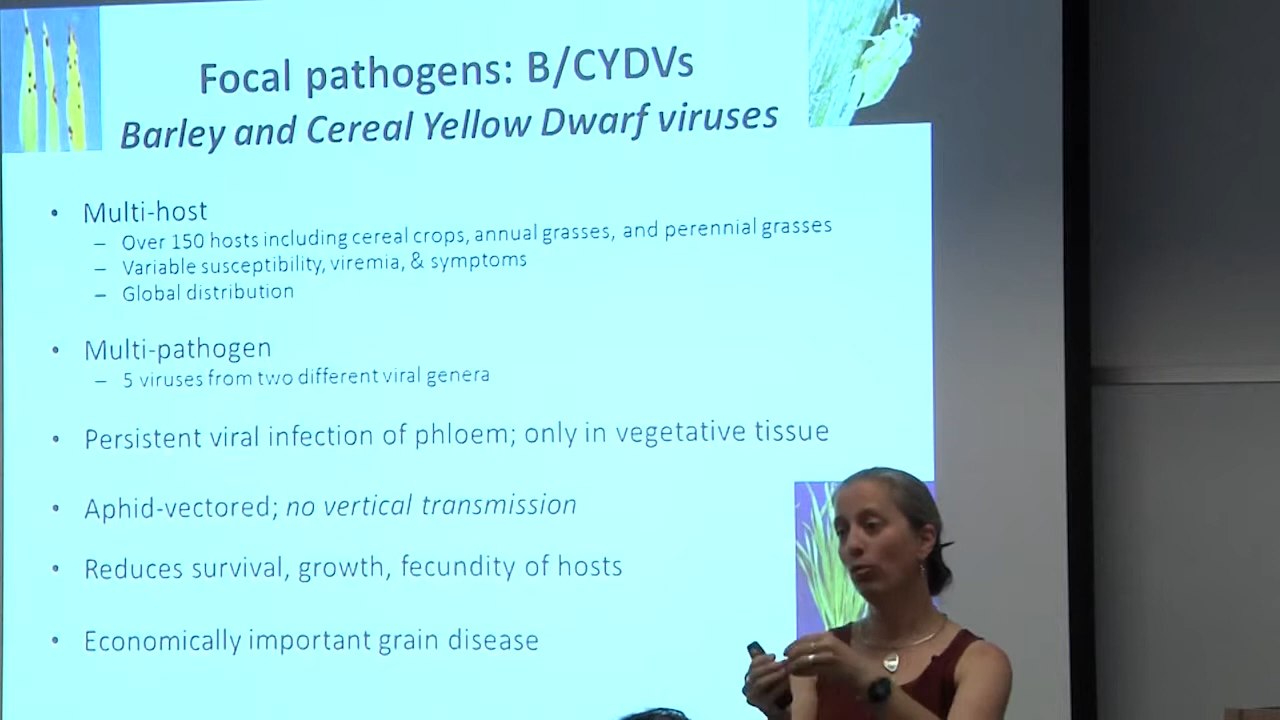 Focal pathogens: B/CYDVs
Barley and Cereal Yellow Dwarf viruses
• Multi-host
– Over 150 hosts including cereal crops, annual grasses, and perennial grasses
– Variable susceptibility, viremia, & symptoms
– Global distribution
• Multi-pathogen
– 5 viruses from two different viral genera
• Persistent viral infection of phloem; only in vegetative tissue
• Aphid-vectored; no vertical transmission
• Reduces survival, growth, fecundity of hosts
• Economically important grain disease